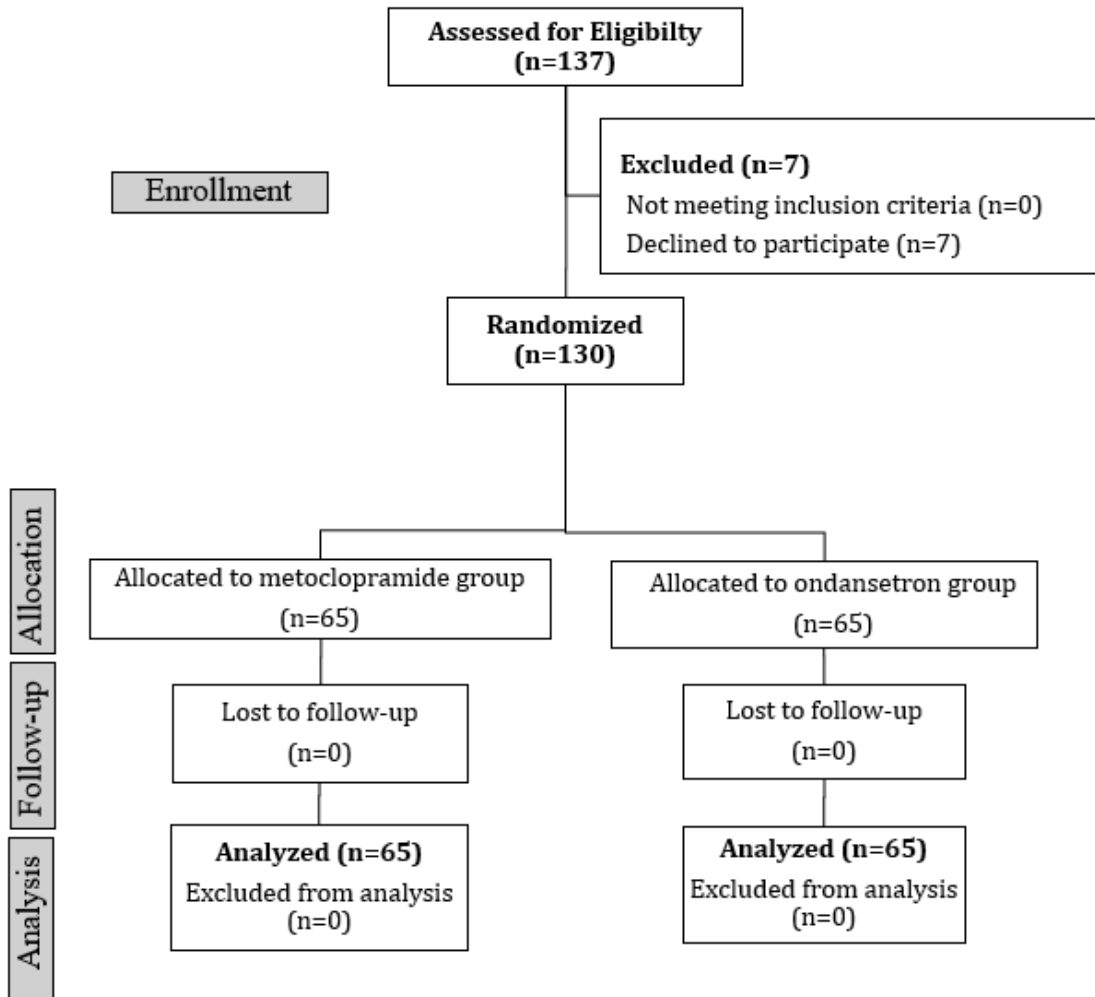 Assessed for Eligibilty
(n=137)
Enrollment
Excluded (n=7)
Not meeting inclusion criteria (n=0)
Declined to participate (n=7)
Randomized
(n=130)
Allocation
Allocated to metoclopramide group
(n=65)
Allocated to ondansetron group
(n=65)
Follow-up
Lost to follow-up
(n=0)
Lost to follow-up
(n=0)
Analysis
Analyzed (n=65)
Excluded from analysis
(n=0)
Analyzed (n=65)
Excluded from analysis
(n=0)